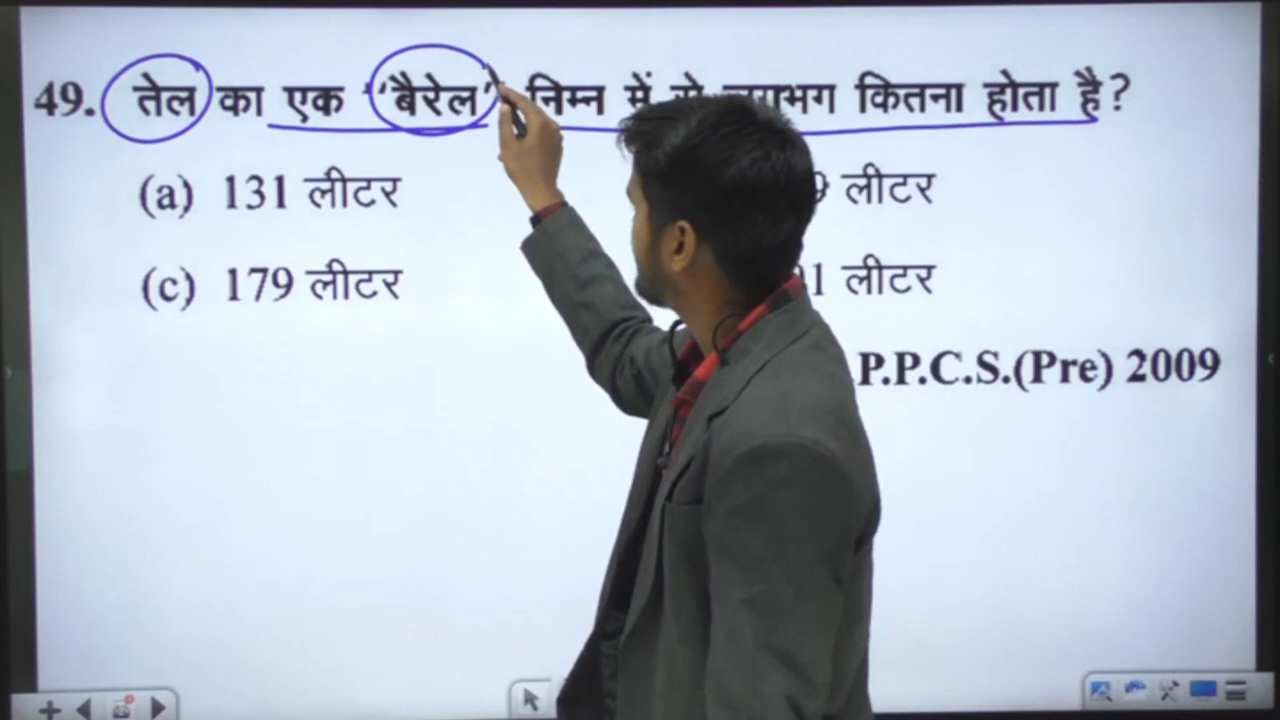 49. तेल का एक "बैरेल" निम्न में से लगभग कितना होता है?
(a) 131 लीटर 9 लीटर
(c) 179 लीटर 1 लीटर
P.P.C.S.(Pre) 2009